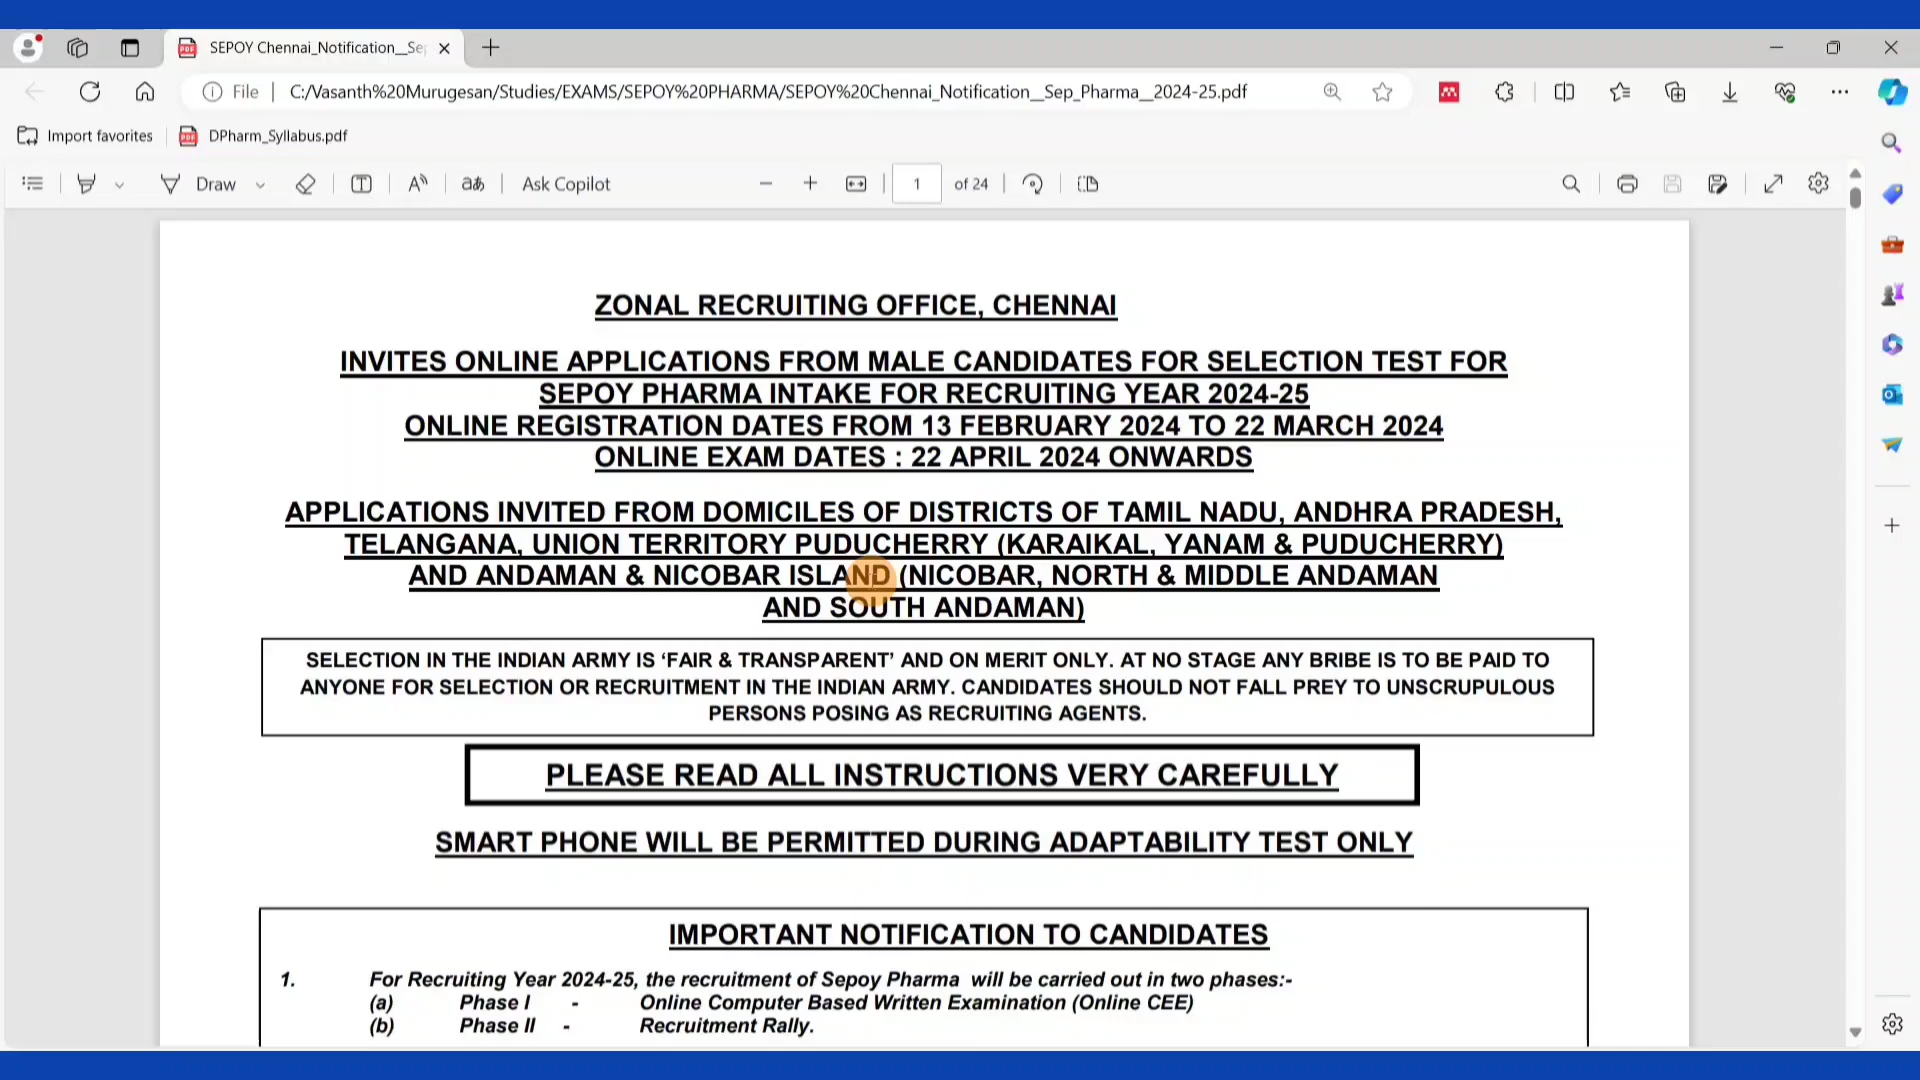 SEPOY Chennai_Notification__Se
File
C:/Vasanth%20Murugesan/Studies/EXAMS/SEPOY%20PHARMA/SEPOY%20Chennai_Notification__Sep_Pharma__2024-25.pdf
Import favorites
DPharm_Syllabus.pdf
Draw
Ask Copilot
1 of 24
ZONAL RECRUITING OFFICE, CHENNAI
INVITES ONLINE APPLICATIONS FROM MALE CANDIDATES FOR SELECTION TEST FOR
SEPOY PHARMA INTAKE FOR RECRUITING YEAR 2024-25
ONLINE REGISTRATION DATES FROM 13 FEBRUARY 2024 TO 22 MARCH 2024
ONLINE EXAM DATES : 22 APRIL 2024 ONWARDS
APPLICATIONS INVITED FROM DOMICILES OF DISTRICTS OF TAMIL NADU, ANDHRA PRADESH,
TELANGANA, UNION TERRITORY PUDUCHERRY (KARAIKAL, YANAM & PUDUCHERRY)
AND ANDAMAN & NICOBAR ISLAND (NICOBAR, NORTH & MIDDLE ANDAMAN
AND SOUTH ANDAMAN)
SELECTION IN THE INDIAN ARMY IS ‘FAIR & TRANSPARENT’ AND ON MERIT ONLY. AT NO STAGE ANY BRIBE IS TO BE PAID TO
ANYONE FOR SELECTION OR RECRUITMENT IN THE INDIAN ARMY. CANDIDATES SHOULD NOT FALL PREY TO UNSCRUPULOUS
PERSONS POSING AS RECRUITING AGENTS.
PLEASE READ ALL INSTRUCTIONS VERY CAREFULLY
SMART PHONE WILL BE PERMITTED DURING ADAPTABILITY TEST ONLY
IMPORTANT NOTIFICATION TO CANDIDATES
1. For Recruiting Year 2024-25, the recruitment of Sepoy Pharma will be carried out in two phases:-
(a) Phase I - Online Computer Based Written Examination (Online CEE)
(b) Phase II - Recruitment Rally.